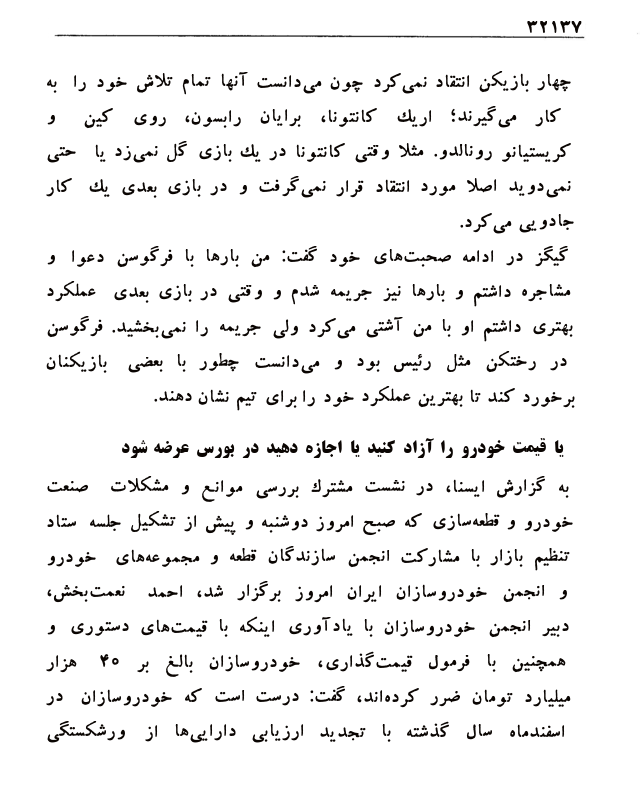 ۳۲۱۳۷
چهار بازیکن انتقاد نمی‌کرد چون می‌دانست آنها تمام تلاش خود را به
کار می‌گیرند؛ اریك کانتونا، برایان رابسون، روی کین و
کریستیانو رونالدو. مثلا وقتی کانتونا در یك بازی گل نمی‌زد یا حتی
نمی‌دوید اصلا مورد انتقاد قرار نمی‌گرفت و در بازی بعدی یك کار
جادویی می‌کرد.
گیگز در ادامه صحبت‌های خود گفت: من بارها با فرگوسن دعوا و
مشاجره داشتم و بارها نیز جریمه شدم و وقتی در بازی بعدی عملکرد
بهتری داشتم او با من آشتی می‌کرد ولی جریمه را نمی‌بخشید. فرگوسن
در رختکن مثل رئیس بود و می‌دانست چطور با بعضی بازیکنان
برخورد کند تا بهترین عملکرد خود را برای تیم نشان دهند.
یا قیمت خودرو را آزاد کنید یا اجازه دهید در بورس عرضه شود
به گزارش ایسنا، در نشست مشترك بررسی موانع و مشکلات صنعت
خودرو و قطعه‌سازی که صبح امروز دوشنبه و پیش از تشکیل جلسه ستاد
تنظیم بازار با مشارکت انجمن سازندگان قطعه و مجموعه‌های خودرو
و انجمن خودروسازان ایران امروز برگزار شد، احمد نعمت‌بخش،
دبیر انجمن خودروسازان با یادآوری اینکه با قیمت‌های دستوری و
همچنین با فرمول قیمت‌گذاری، خودروسازان بالغ بر ۴۰ هزار
میلیارد تومان ضرر کرده‌اند، گفت: درست است که خودروسازان در
اسفندماه سال گذشته با تجدید ارزیابی دارایی‌ها از ورشکستگی